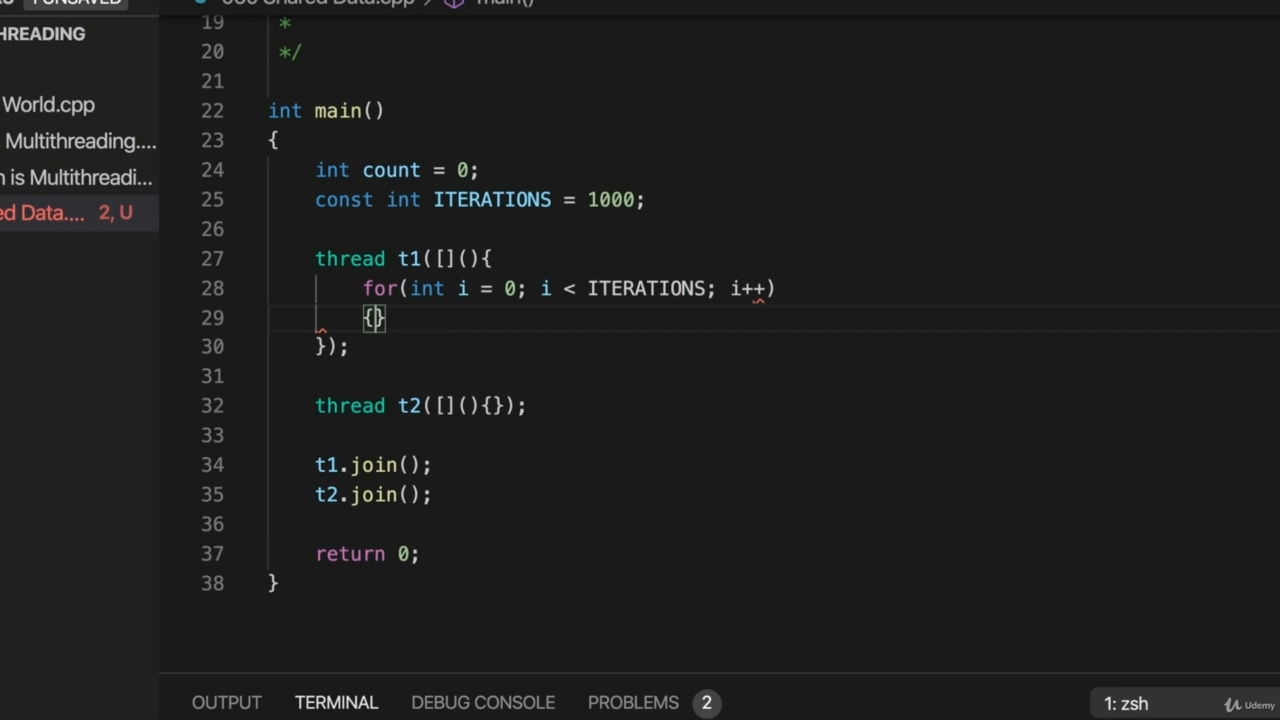 UNSAVED
Shared Data.cpp > main()
HREADING
World.cpp
Multithreading....
is Multithreadi...
ed Data.... 2, U
19 *
20 */
21
22 int main()
23 {
24 int count = 0;
25 const int ITERATIONS = 1000;
26
27 thread t1([](){
28 for(int i = 0; i < ITERATIONS; i++)
29 {}
30 });
31
32 thread t2([](){});
33
34 t1.join();
35 t2.join();
36
37 return 0;
38 }
OUTPUT TERMINAL DEBUG CONSOLE PROBLEMS 2 1: zsh
Udemy